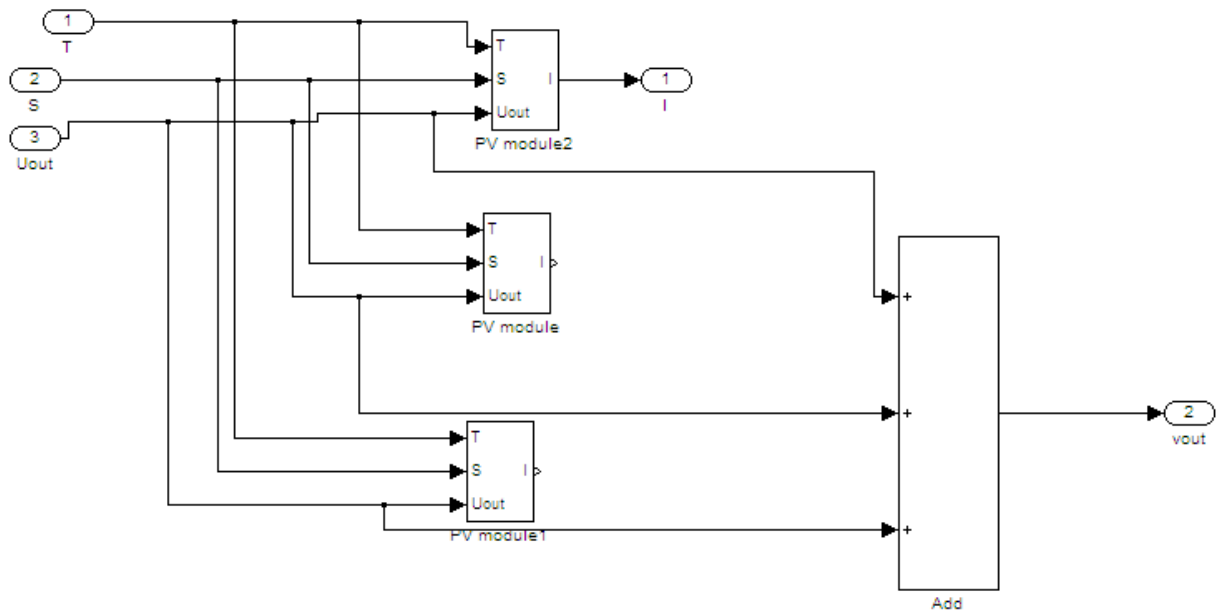 1
T
2
S
3
Uout
T
S
Uout
I
PV module2
1
I
T
S
Uout
I
PV module
T
S
Uout
I
PV module1
+
+
+
Add
2
vout